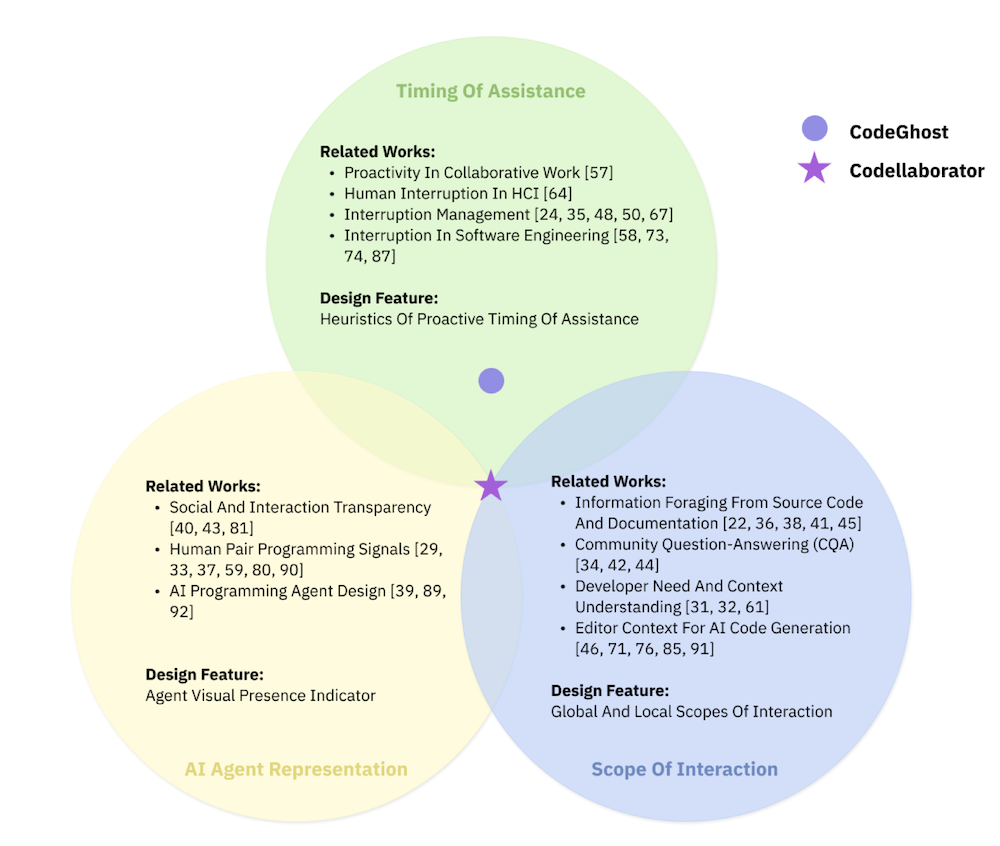 Timing Of Assistance
CodeGhost
Codellaborator
Related Works:
• Proactivity In Collaborative Work [57]
• Human Interruption In HCI [64]
• Interruption Management [24, 35, 48, 50, 67]
• Interruption In Software Engineering [58, 73,
74, 87]
Design Feature:
Heuristics Of Proactive Timing Of Assistance
Related Works:
• Social And Interaction Transparency
[40, 43, 81]
• Human Pair Programming Signals [29,
33, 37, 59, 80, 90]
• AI Programming Agent Design [39, 89,
92]
Design Feature:
Agent Visual Presence Indicator
AI Agent Representation
Related Works:
• Information Foraging From Source Code
And Documentation [22, 36, 38, 41, 45]
• Community Question-Answering (CQA)
[34, 42, 44]
• Developer Need And Context
Understanding [31, 32, 61]
• Editor Context For AI Code Generation
[46, 71, 76, 85, 91]
Design Feature:
Global And Local Scopes Of Interaction
Scope Of Interaction